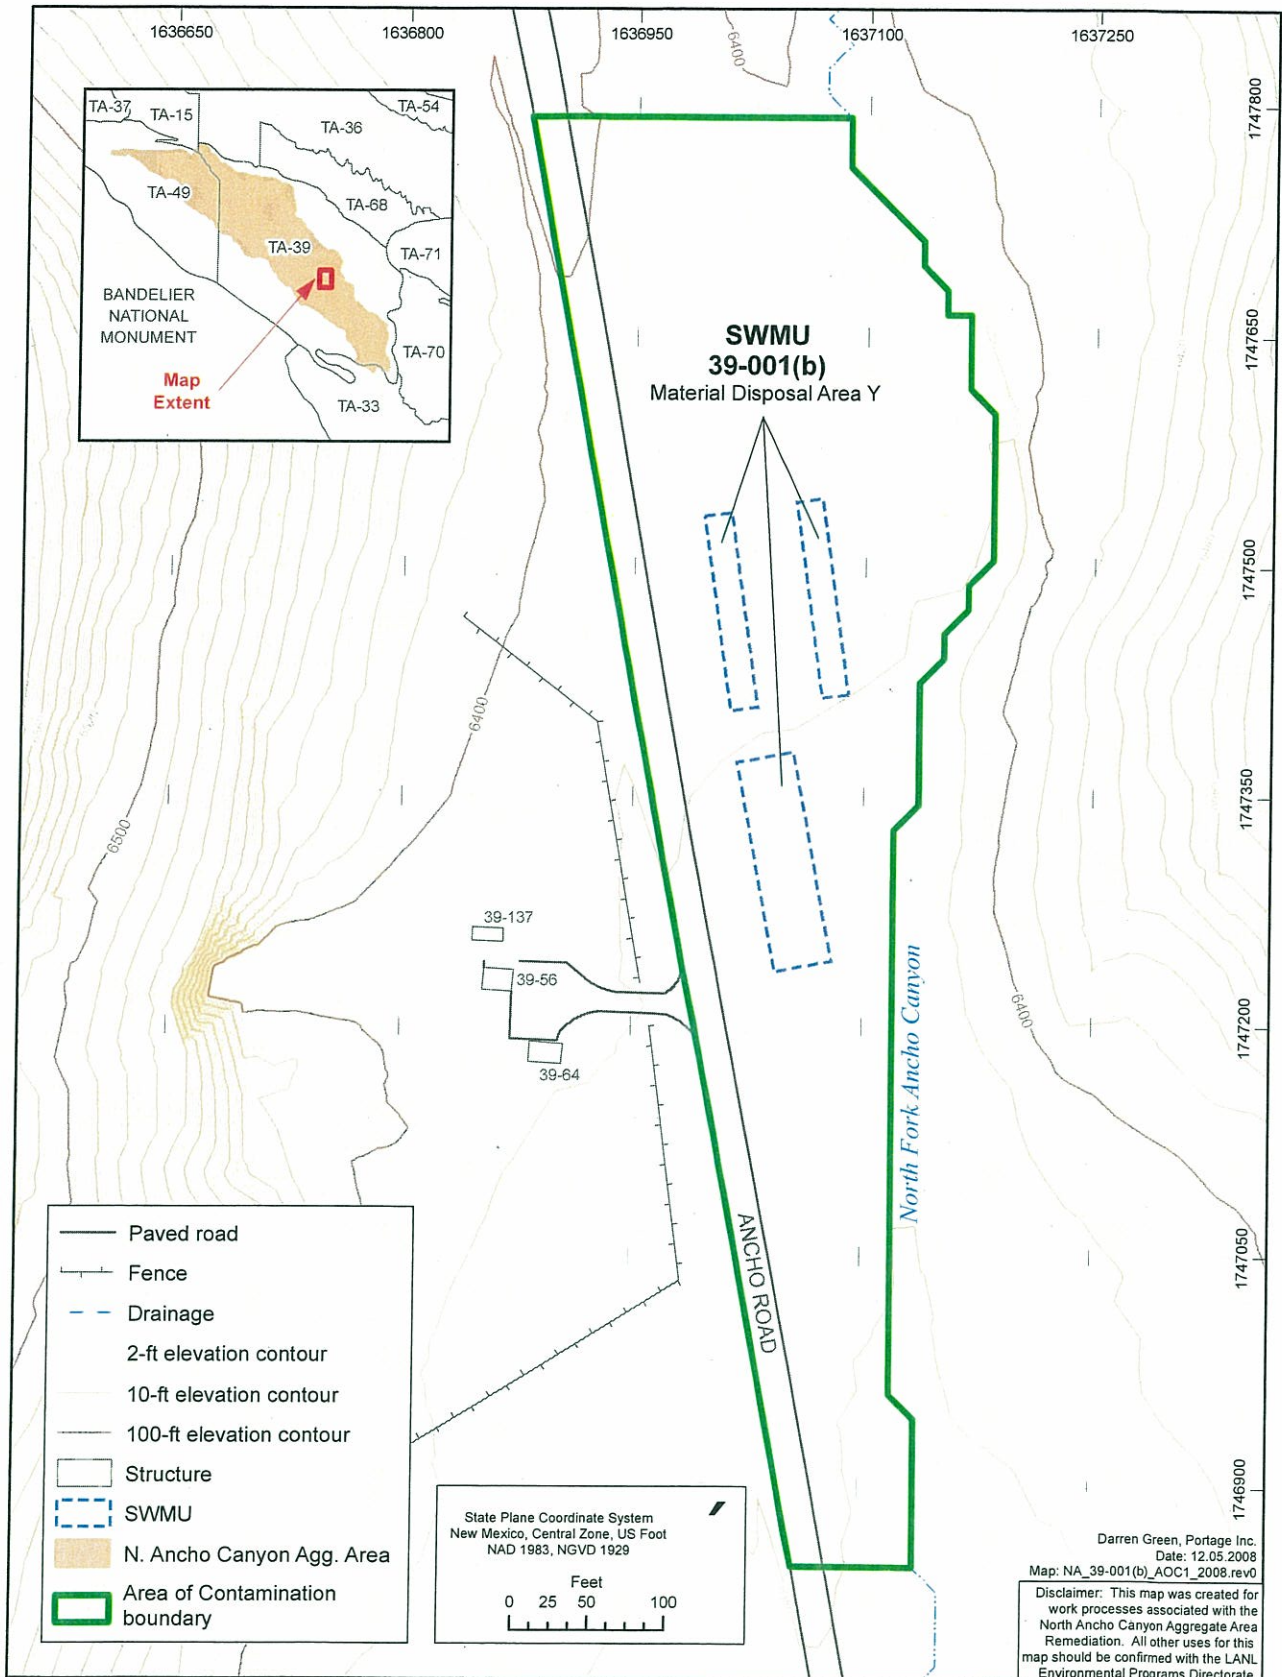 1636650
1636800
1636950
1637100
1637250
6400
1747800
TA-37
TA-15
TA-54
TA-36
TA-49
TA-68
TA-39
TA-71
BANDELIER
NATIONAL
MONUMENT
TA-70
Map
Extent
TA-33
SWMU
39-001(b)
Material Disposal Area Y
1747650
1747500
6400
6500
1747350
39-137
39-56
39-64
North Fork Ancho Canyon
6400
1747200
ANCHO ROAD
1747050
1746900
Paved road
Fence
Drainage
2-ft elevation contour
10-ft elevation contour
100-ft elevation contour
Structure
SWMU
N. Ancho Canyon Agg. Area
Area of Contamination
boundary
State Plane Coordinate System
New Mexico, Central Zone, US Foot
NAD 1983, NGVD 1929
Feet
0 25 50 100
Darren Green, Portage Inc.
Date: 12.05.2008
Map: NA_39-001(b)_AOC1_2008.rev0
Disclaimer: This map was created for
work processes associated with the
North Ancho Canyon Aggregate Area
Remediation. All other uses for this
map should be confirmed with the LANL
Environmental Programs Directorate